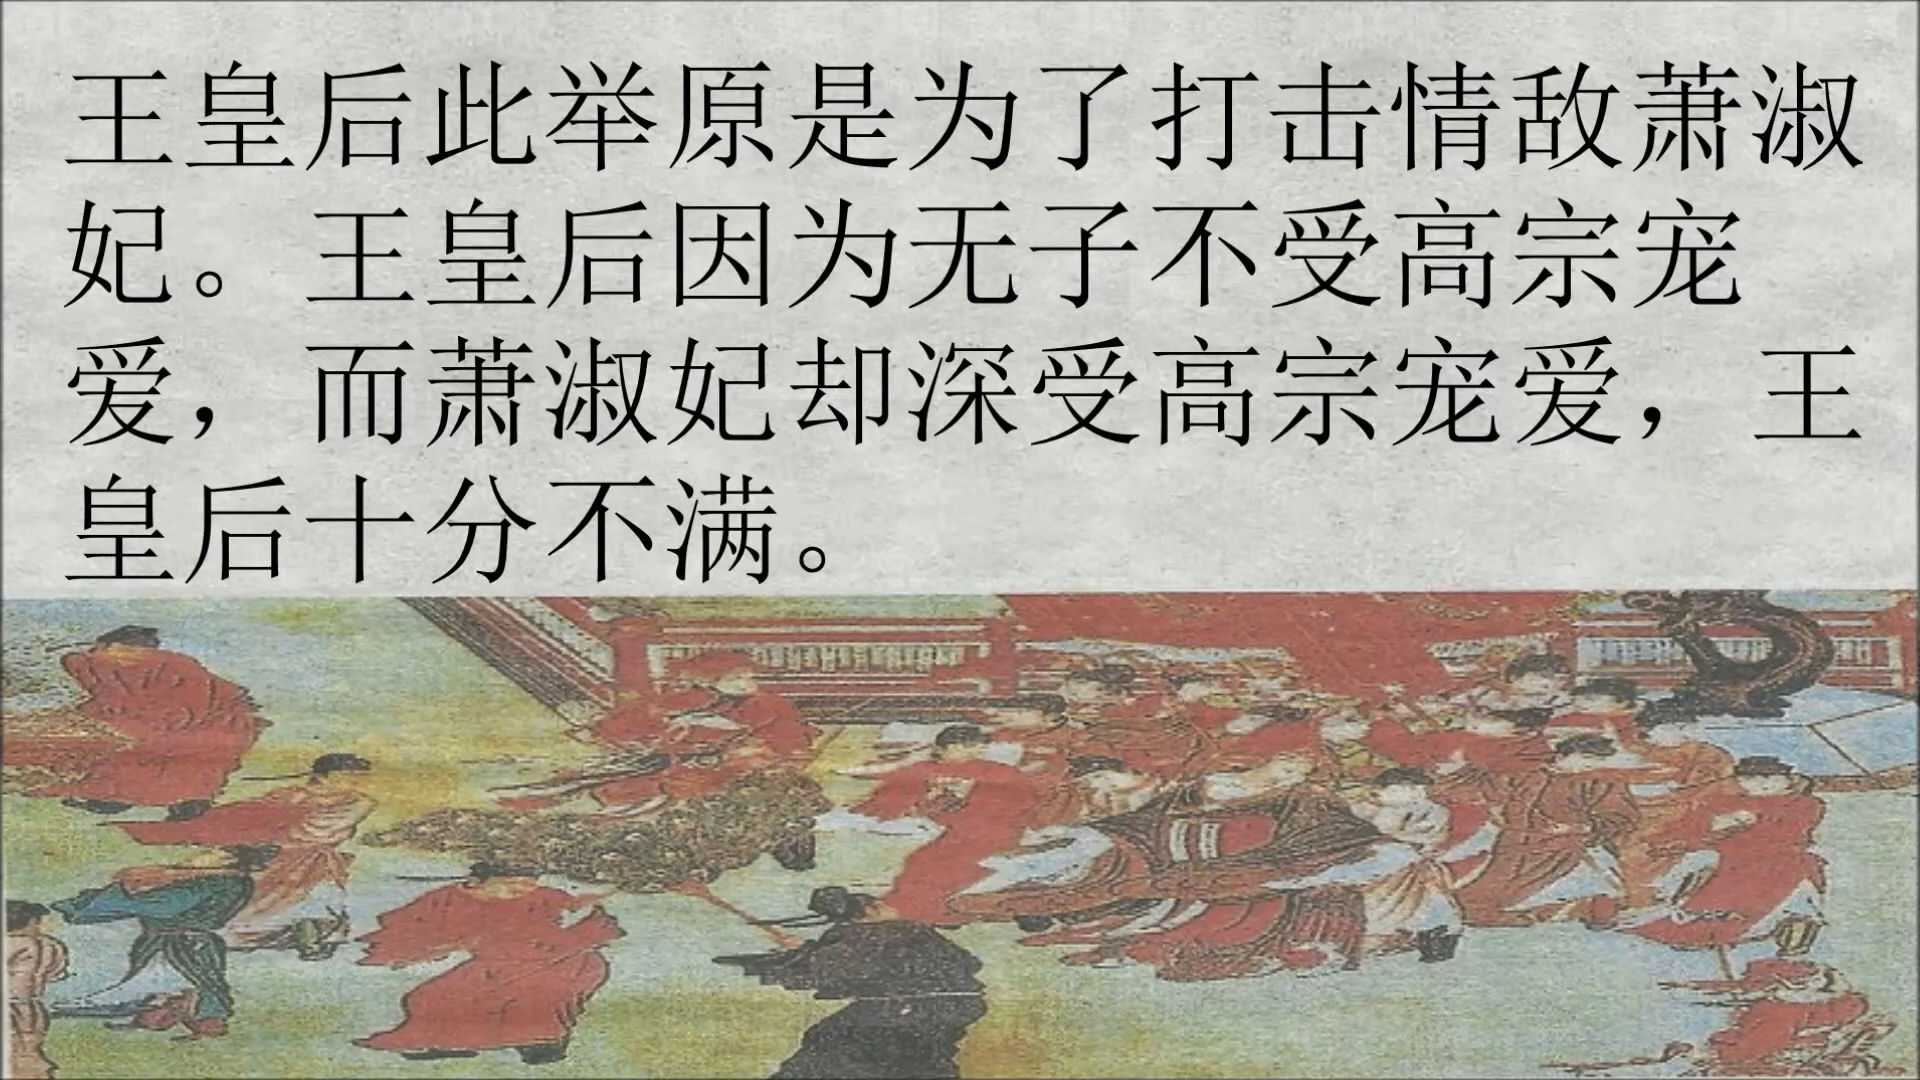 王皇后此举原是为了打击情敌萧淑
妃。王皇后因为无子不受高宗宠
爱，而萧淑妃却深受高宗宠爱，王
皇后十分不满。